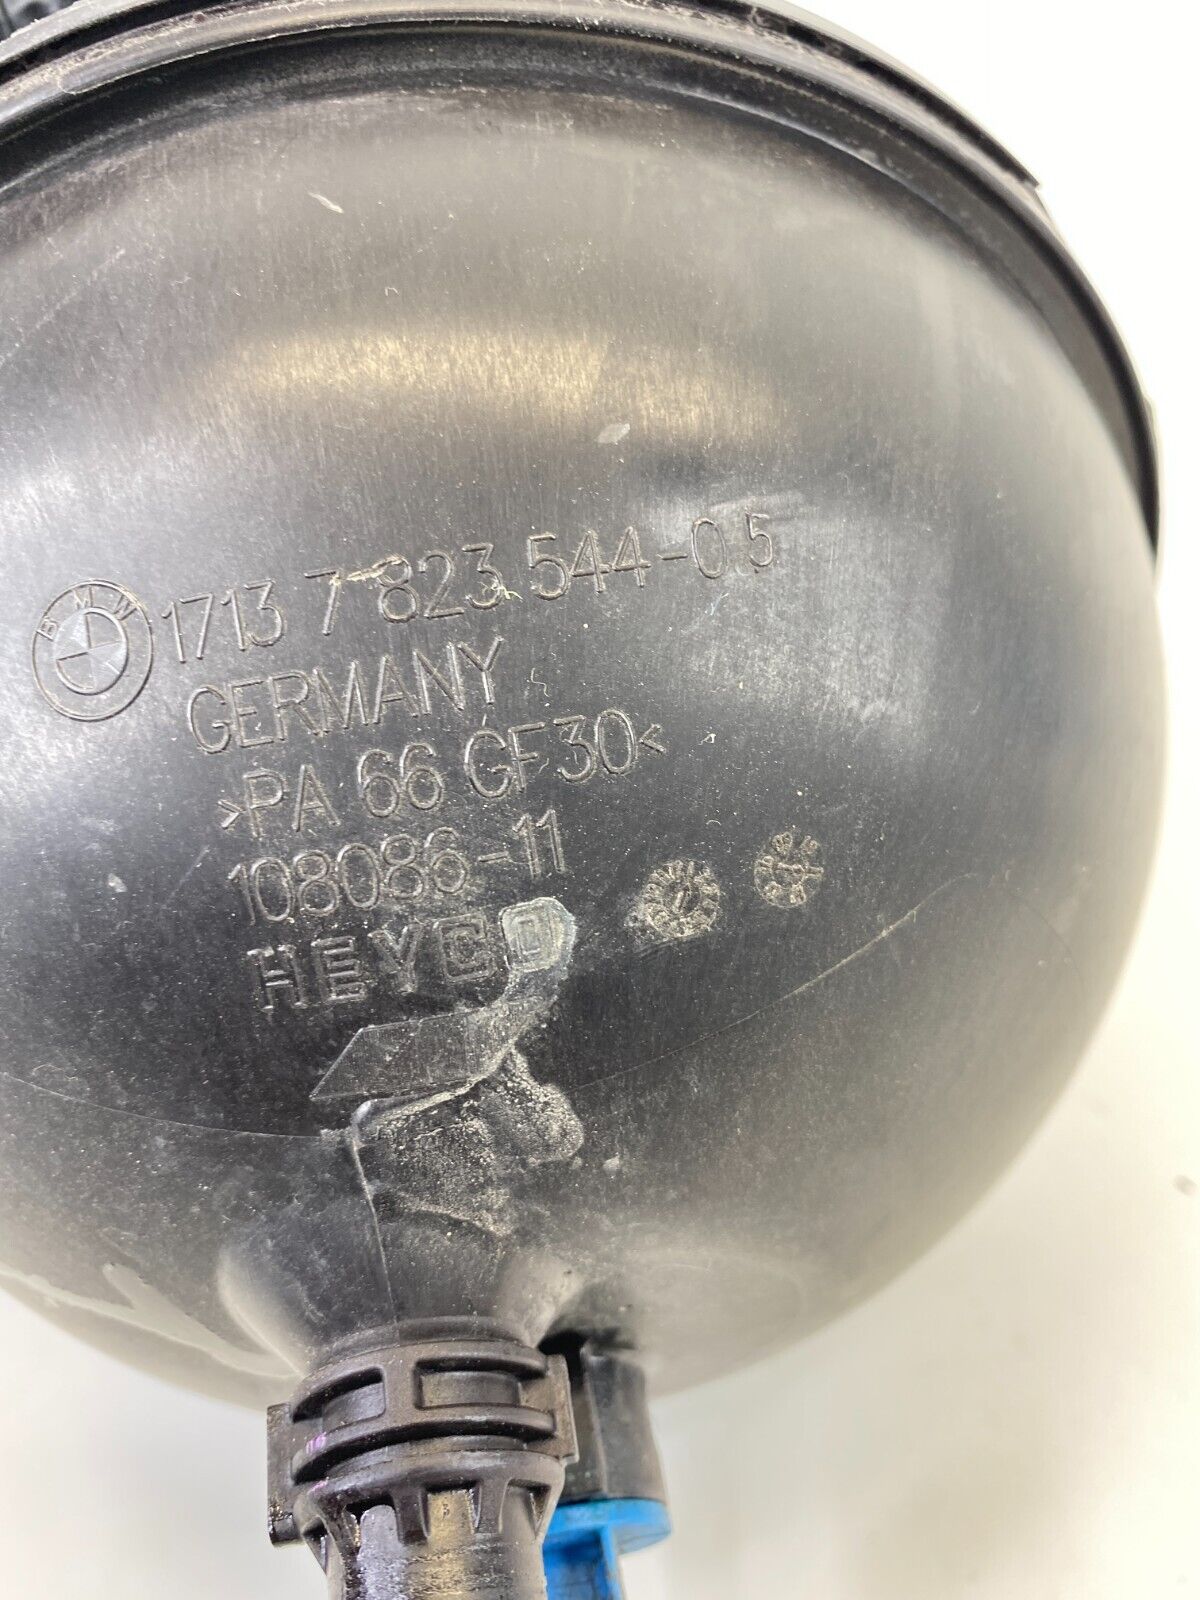 BMW 1713 7 823 544-05
GERMANY
>PA 66 GF30<
108086-11
HEYCO